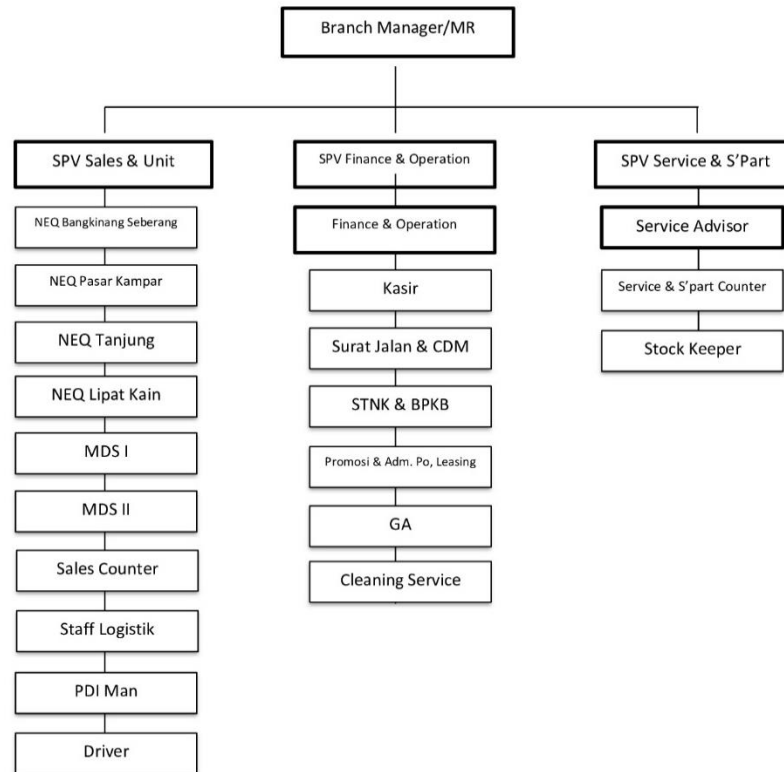 Branch Manager/MR
SPV Sales & Unit
NEQ Bangkinang Seberang
NEQ Pasar Kampar
NEQ Tanjung
NEQ Lipat Kain
MDS I
MDS II
Sales Counter
Staff Logistik
PDI Man
Driver
SPV Finance & Operation
Finance & Operation
Kasir
Surat Jalan & CDM
STNK & BPKB
Promosi & Adm. Po, Leasing
GA
Cleaning Service
SPV Service & S’Part
Service Advisor
Service & S’part Counter
Stock Keeper